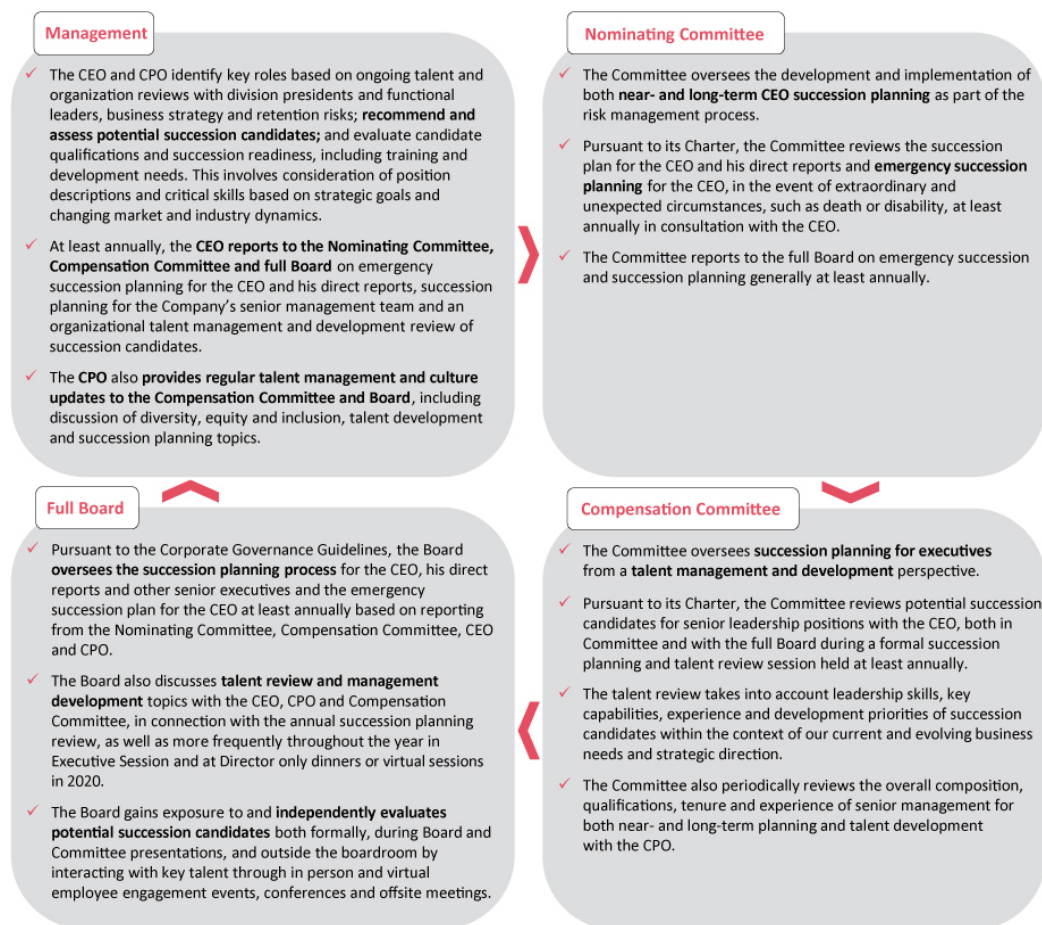 Management
✓ The CEO and CPO identify key roles based on ongoing talent and
organization reviews with division presidents and functional
leaders, business strategy and retention risks; recommend and
assess potential succession candidates; and evaluate candidate
qualifications and succession readiness, including training and
development needs. This involves consideration of position
descriptions and critical skills based on strategic goals and
changing market and industry dynamics.
✓ At least annually, the CEO reports to the Nominating Committee,
Compensation Committee and full Board on emergency
succession planning for the CEO and his direct reports, succession
planning for the Company’s senior management team and an
organizational talent management and development review of
succession candidates.
✓ The CPO also provides regular talent management and culture
updates to the Compensation Committee and Board, including
discussion of diversity, equity and inclusion, talent development
and succession planning topics.
Nominating Committee
✓ The Committee oversees the development and implementation of
both near- and long-term CEO succession planning as part of the
risk management process.
✓ Pursuant to its Charter, the Committee reviews the succession
plan for the CEO and his direct reports and emergency succession
planning for the CEO, in the event of extraordinary and
unexpected circumstances, such as death or disability, at least
annually in consultation with the CEO.
✓ The Committee reports to the full Board on emergency succession
and succession planning generally at least annually.
Full Board
✓ Pursuant to the Corporate Governance Guidelines, the Board
oversees the succession planning process for the CEO, his direct
reports and other senior executives and the emergency
succession plan for the CEO at least annually based on reporting
from the Nominating Committee, Compensation Committee, CEO
and CPO.
✓ The Board also discusses talent review and management
development topics with the CEO, CPO and Compensation
Committee, in connection with the annual succession planning
review, as well as more frequently throughout the year in
Executive Session and at Director only dinners or virtual sessions
in 2020.
✓ The Board gains exposure to and independently evaluates
potential succession candidates both formally, during Board and
Committee presentations, and outside the boardroom by
interacting with key talent through in person and virtual
employee engagement events, conferences and offsite meetings.
Compensation Committee
✓ The Committee oversees succession planning for executives
from a talent management and development perspective.
✓ Pursuant to its Charter, the Committee reviews potential succession
candidates for senior leadership positions with the CEO, both in
Committee and with the full Board during a formal succession
planning and talent review session held at least annually.
✓ The talent review takes into account leadership skills, key
capabilities, experience and development priorities of succession
candidates within the context of our current and evolving business
needs and strategic direction.
✓ The Committee also periodically reviews the overall composition,
qualifications, tenure and experience of senior management for
both near- and long-term planning and talent development
with the CPO.